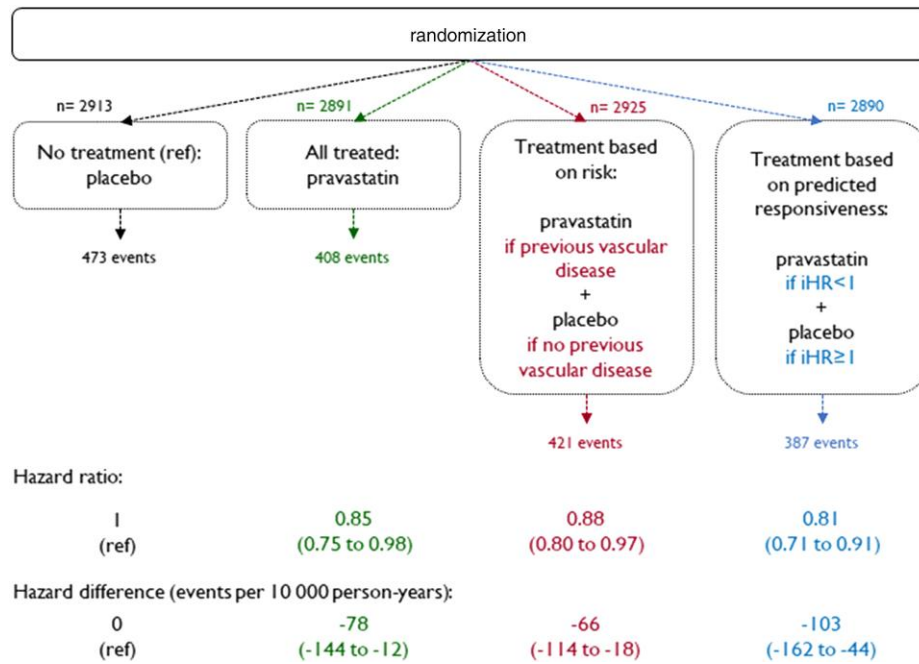 randomization
n= 2913
n= 2891
n= 2925
n= 2890
No treatment (ref):
placebo
473 events
All treated:
pravastatin
408 events
Treatment based
on risk:
pravastatin
if previous vascular
disease
+
placebo
if no previous
vascular disease
421 events
Treatment based
on predicted
responsiveness:
pravastatin
if iHR<1
+
placebo
if iHR≥1
387 events
Hazard ratio:
1 0.85 0.88 0.81
(ref) (0.75 to 0.98) (0.80 to 0.97) (0.71 to 0.91)
Hazard difference (events per 10 000 person-years):
0 -78 -66 -103
(ref) (-144 to -12) (-114 to -18) (-162 to -44)